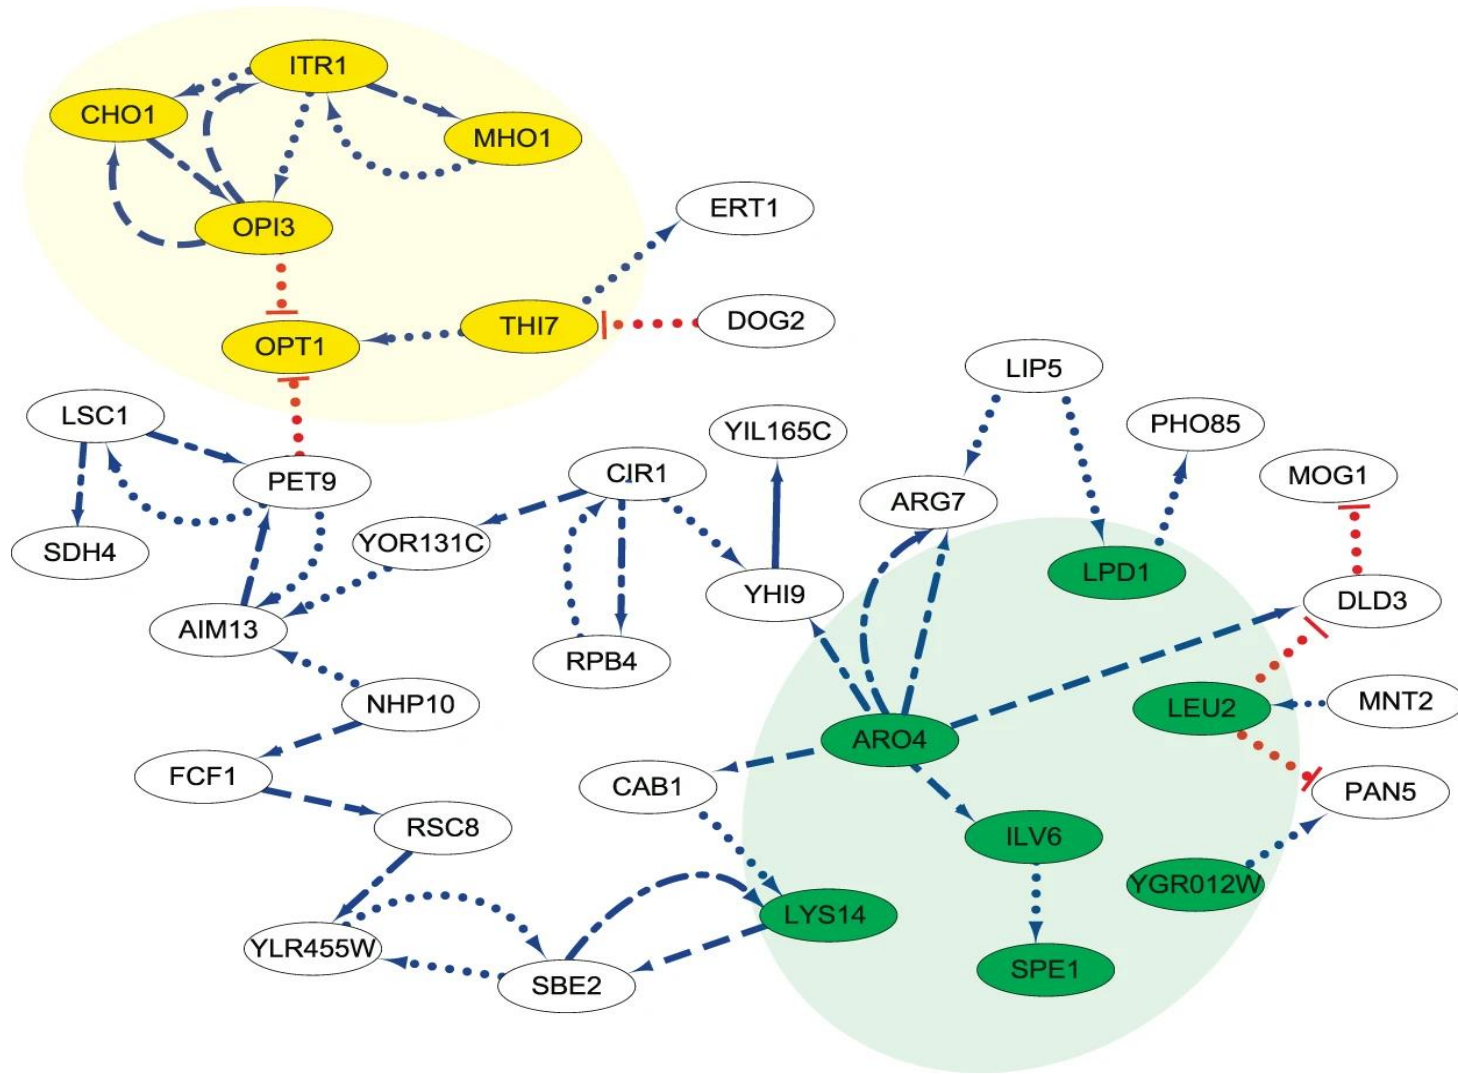 ITR1
CHO1
MHO1
OPI3
ERT1
THI7
DOG2
OPT1
LIP5
LSC1
YIL165C
PHO85
PET9
CIR1
MOG1
ARG7
SDH4
YOR131C
LPD1
YHI9
DLD3
AIM13
RPB4
NHP10
LEU2
MNT2
ARO4
FCF1
CAB1
PAN5
RSC8
ILV6
YGR012W
LYS14
YLR455W
SPE1
SBE2